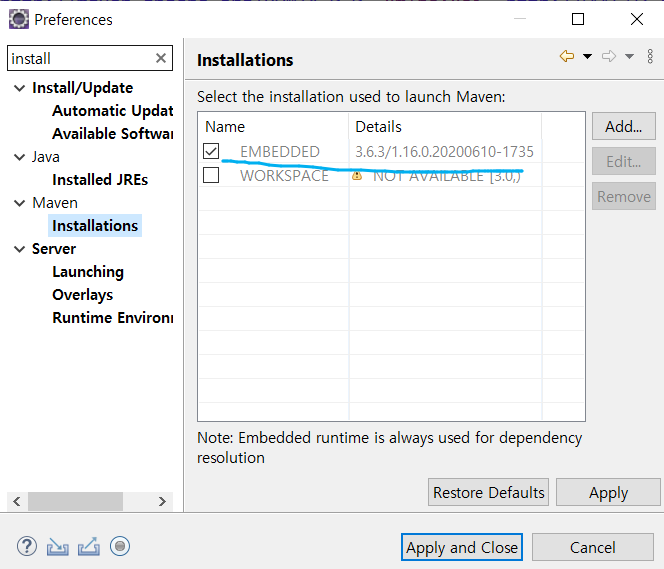 Preferences
install
Installations
Install/Update
Automatic Updat
Available Softwar
Java
Installed JREs
Maven
Installations
Server
Launching
Overlays
Runtime Environr
Select the installation used to launch Maven:
Name Details
EMBEDDED 3.6.3/1.16.0.20200610-1735
WORKSPACE NOT AVAILABLE [3.0,)
Add...
Edit...
Remove
Note: Embedded runtime is always used for dependency
resolution
Restore Defaults Apply
Apply and Close Cancel